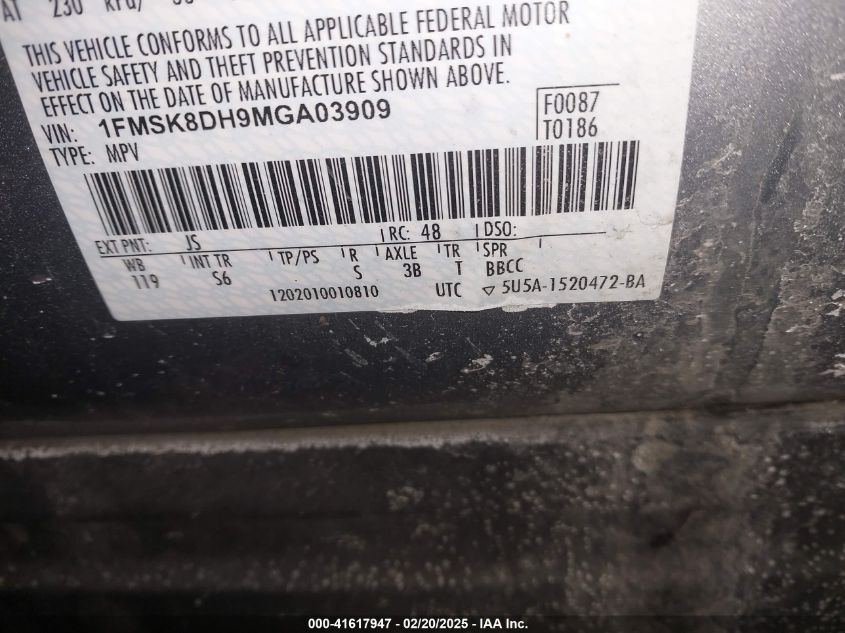 AT 230 kPa/
THIS VEHICLE CONFORMS TO ALL APPLICABLE FEDERAL MOTOR
VEHICLE SAFETY AND THEFT PREVENTION STANDARDS IN
EFFECT ON THE DATE OF MANUFACTURE SHOWN ABOVE.
VIN: 1FMSK8DH9MGA03909
TYPE: MPV
F0087
T0186
EXT PNT: JS RC: 48 DSO:
WB INT TR TP/PS R AXLE TR SPR
119 S6 S 3B T BBCC
1202010010810 UTC ▽ 5U5A-1520472-BA
000-41617947 / 02/20/2025 / IAA Inc.